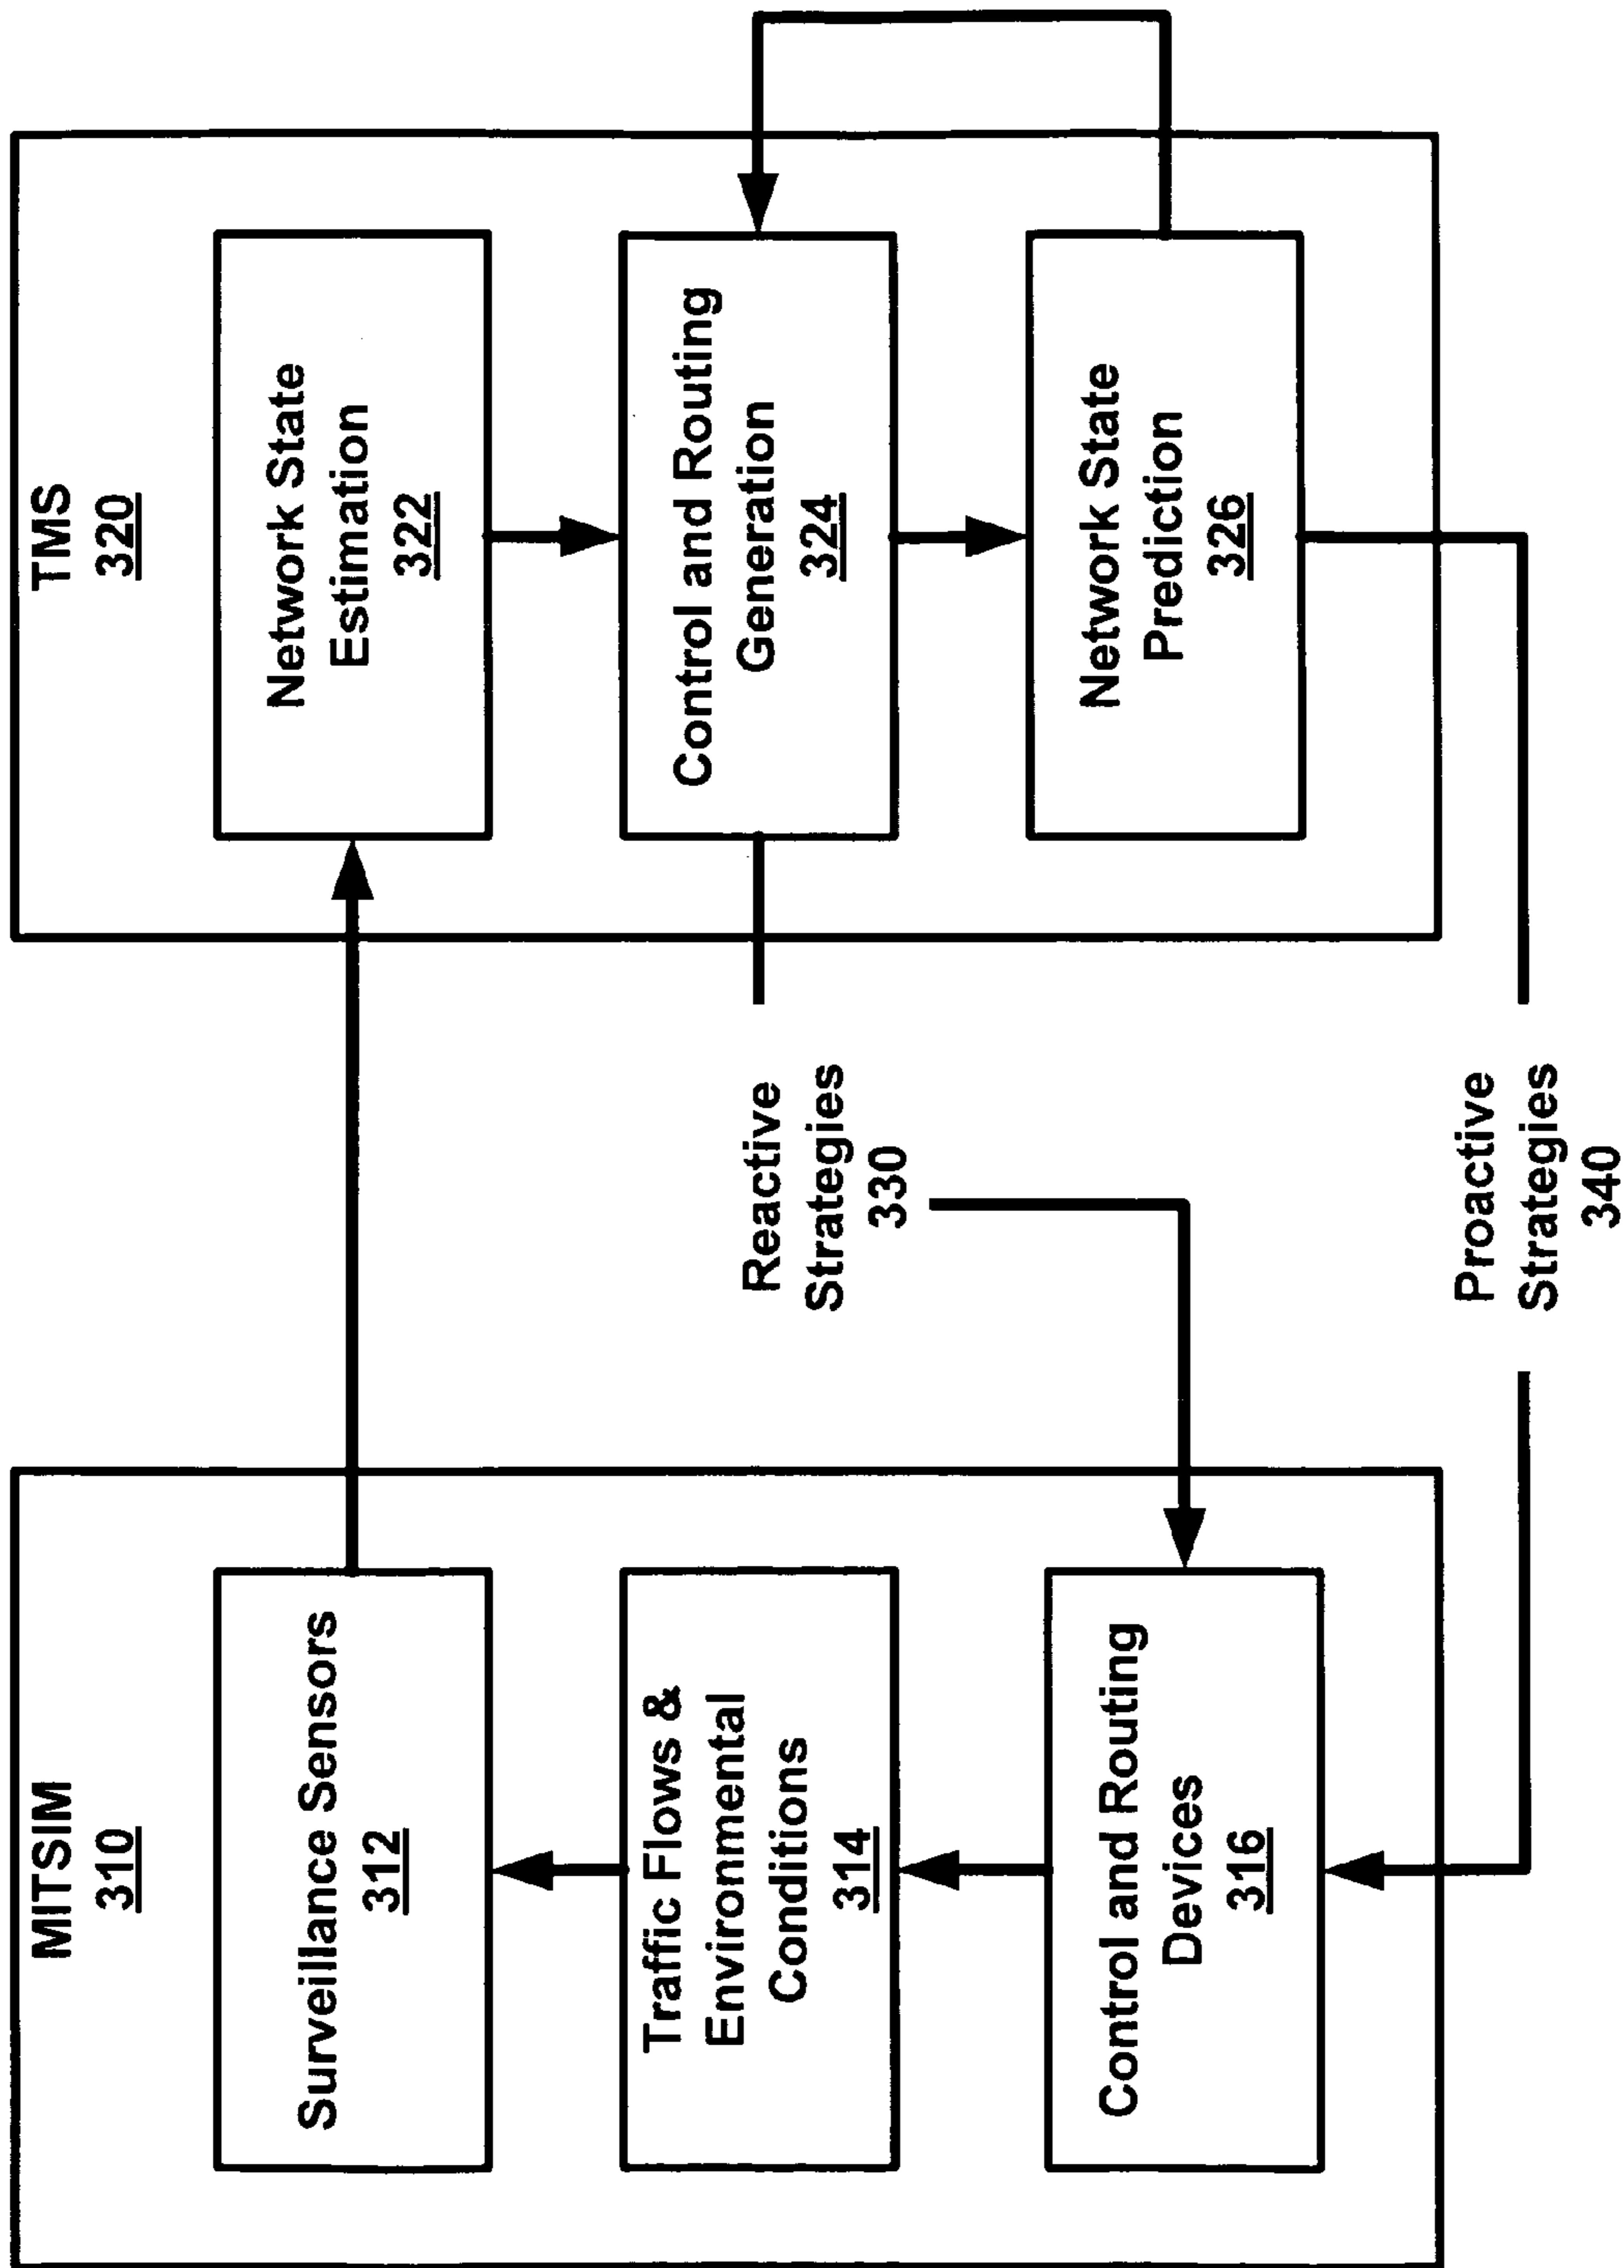 MITSIM
310
Surveillance Sensors
312
Traffic Flows &
Environmental
Conditions
314
Control and Routing
Devices
316
Reactive
Strategies
330
Proactive
Strategies
340
TMS
320
Network State
Estimation
322
Control and Routing
Generation
324
Network State
Prediction
326